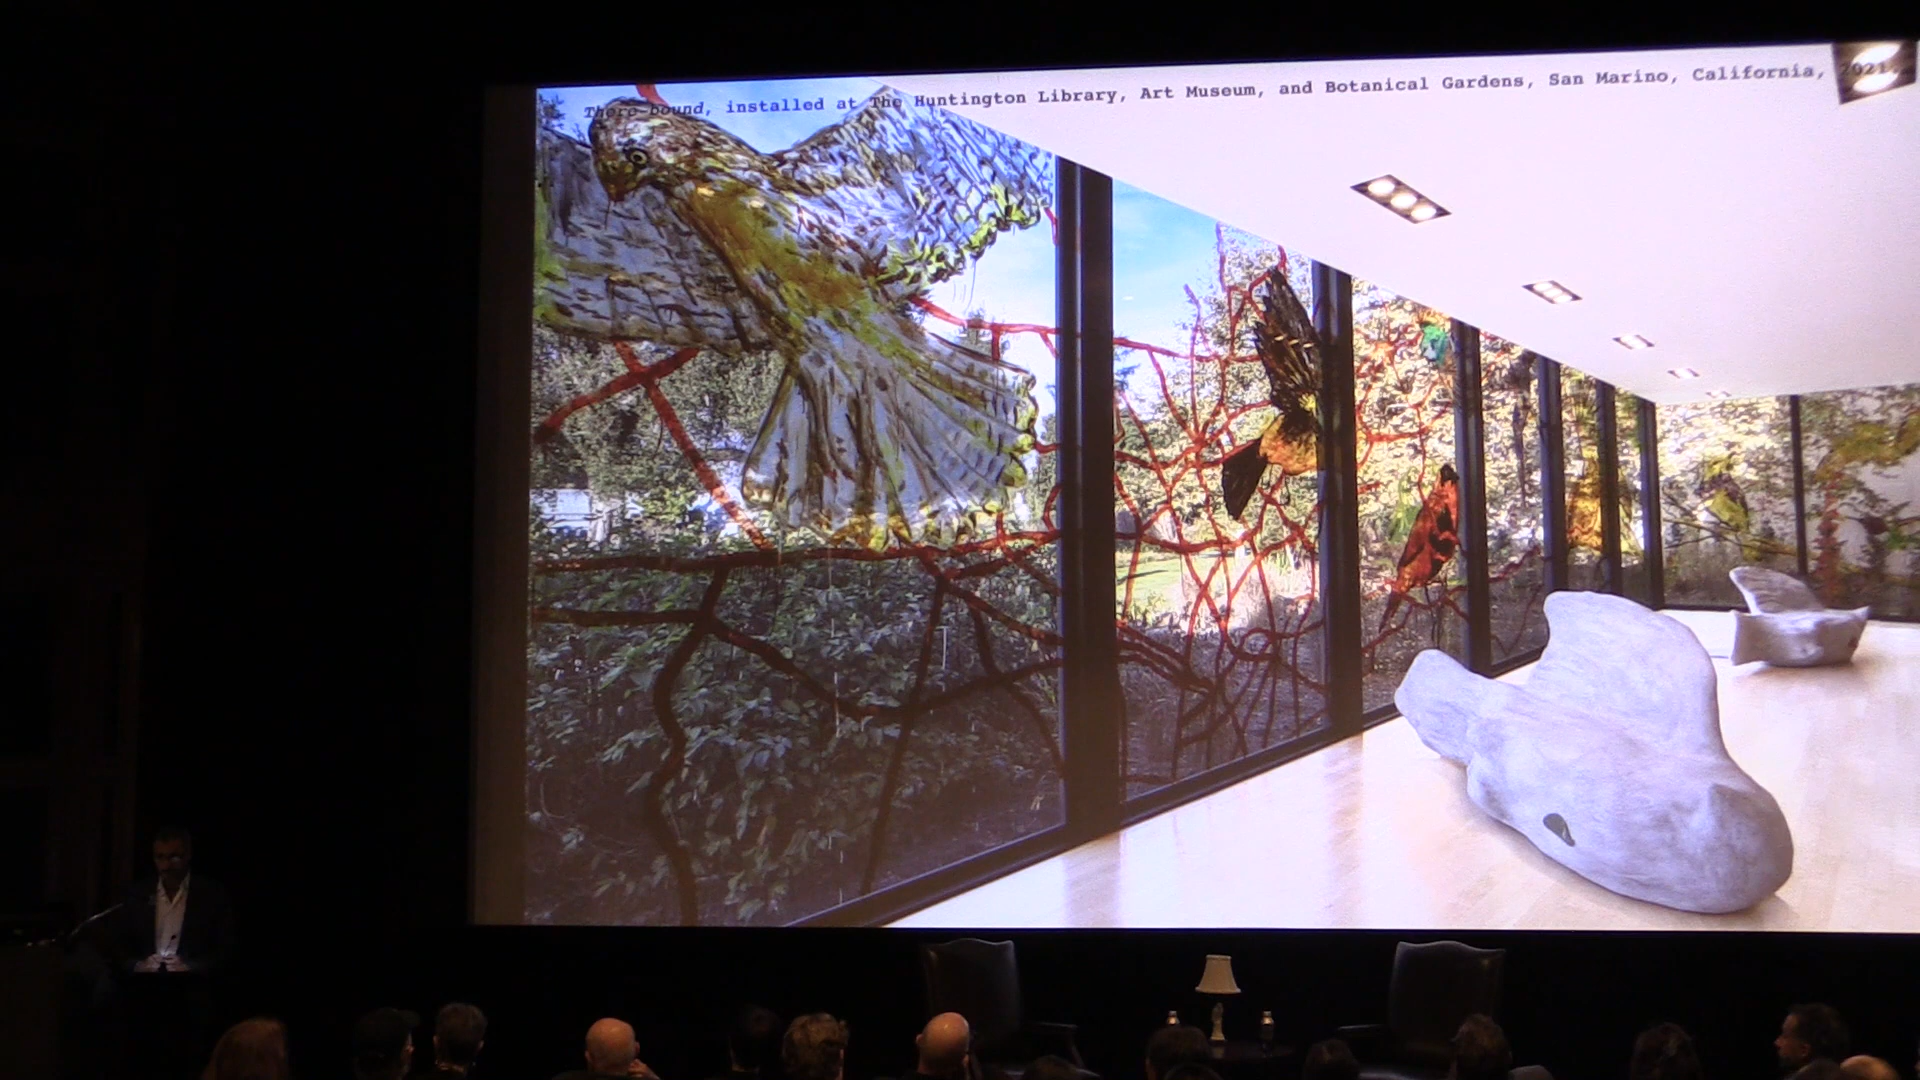 There-bound, installed at The Huntington Library, Art Museum, and Botanical Gardens, San Marino, California, 2021.